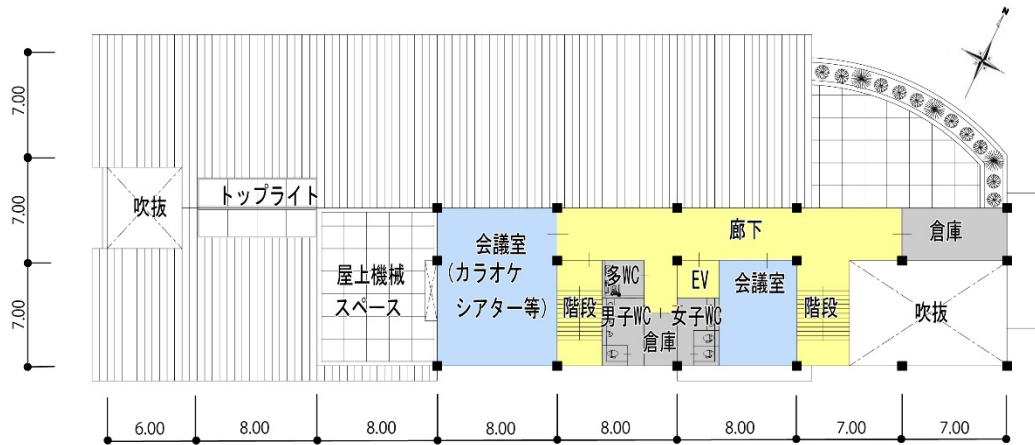 N
7.00
7.00
7.00
吹抜
トップライト
屋上機械
スペース
会議室
(カラオケ
シアター等)
廊下
倉庫
多WC
EV
会議室
階段
男子WC
女子WC
倉庫
階段
吹抜
6.00
8.00
8.00
8.00
8.00
8.00
7.00
7.00